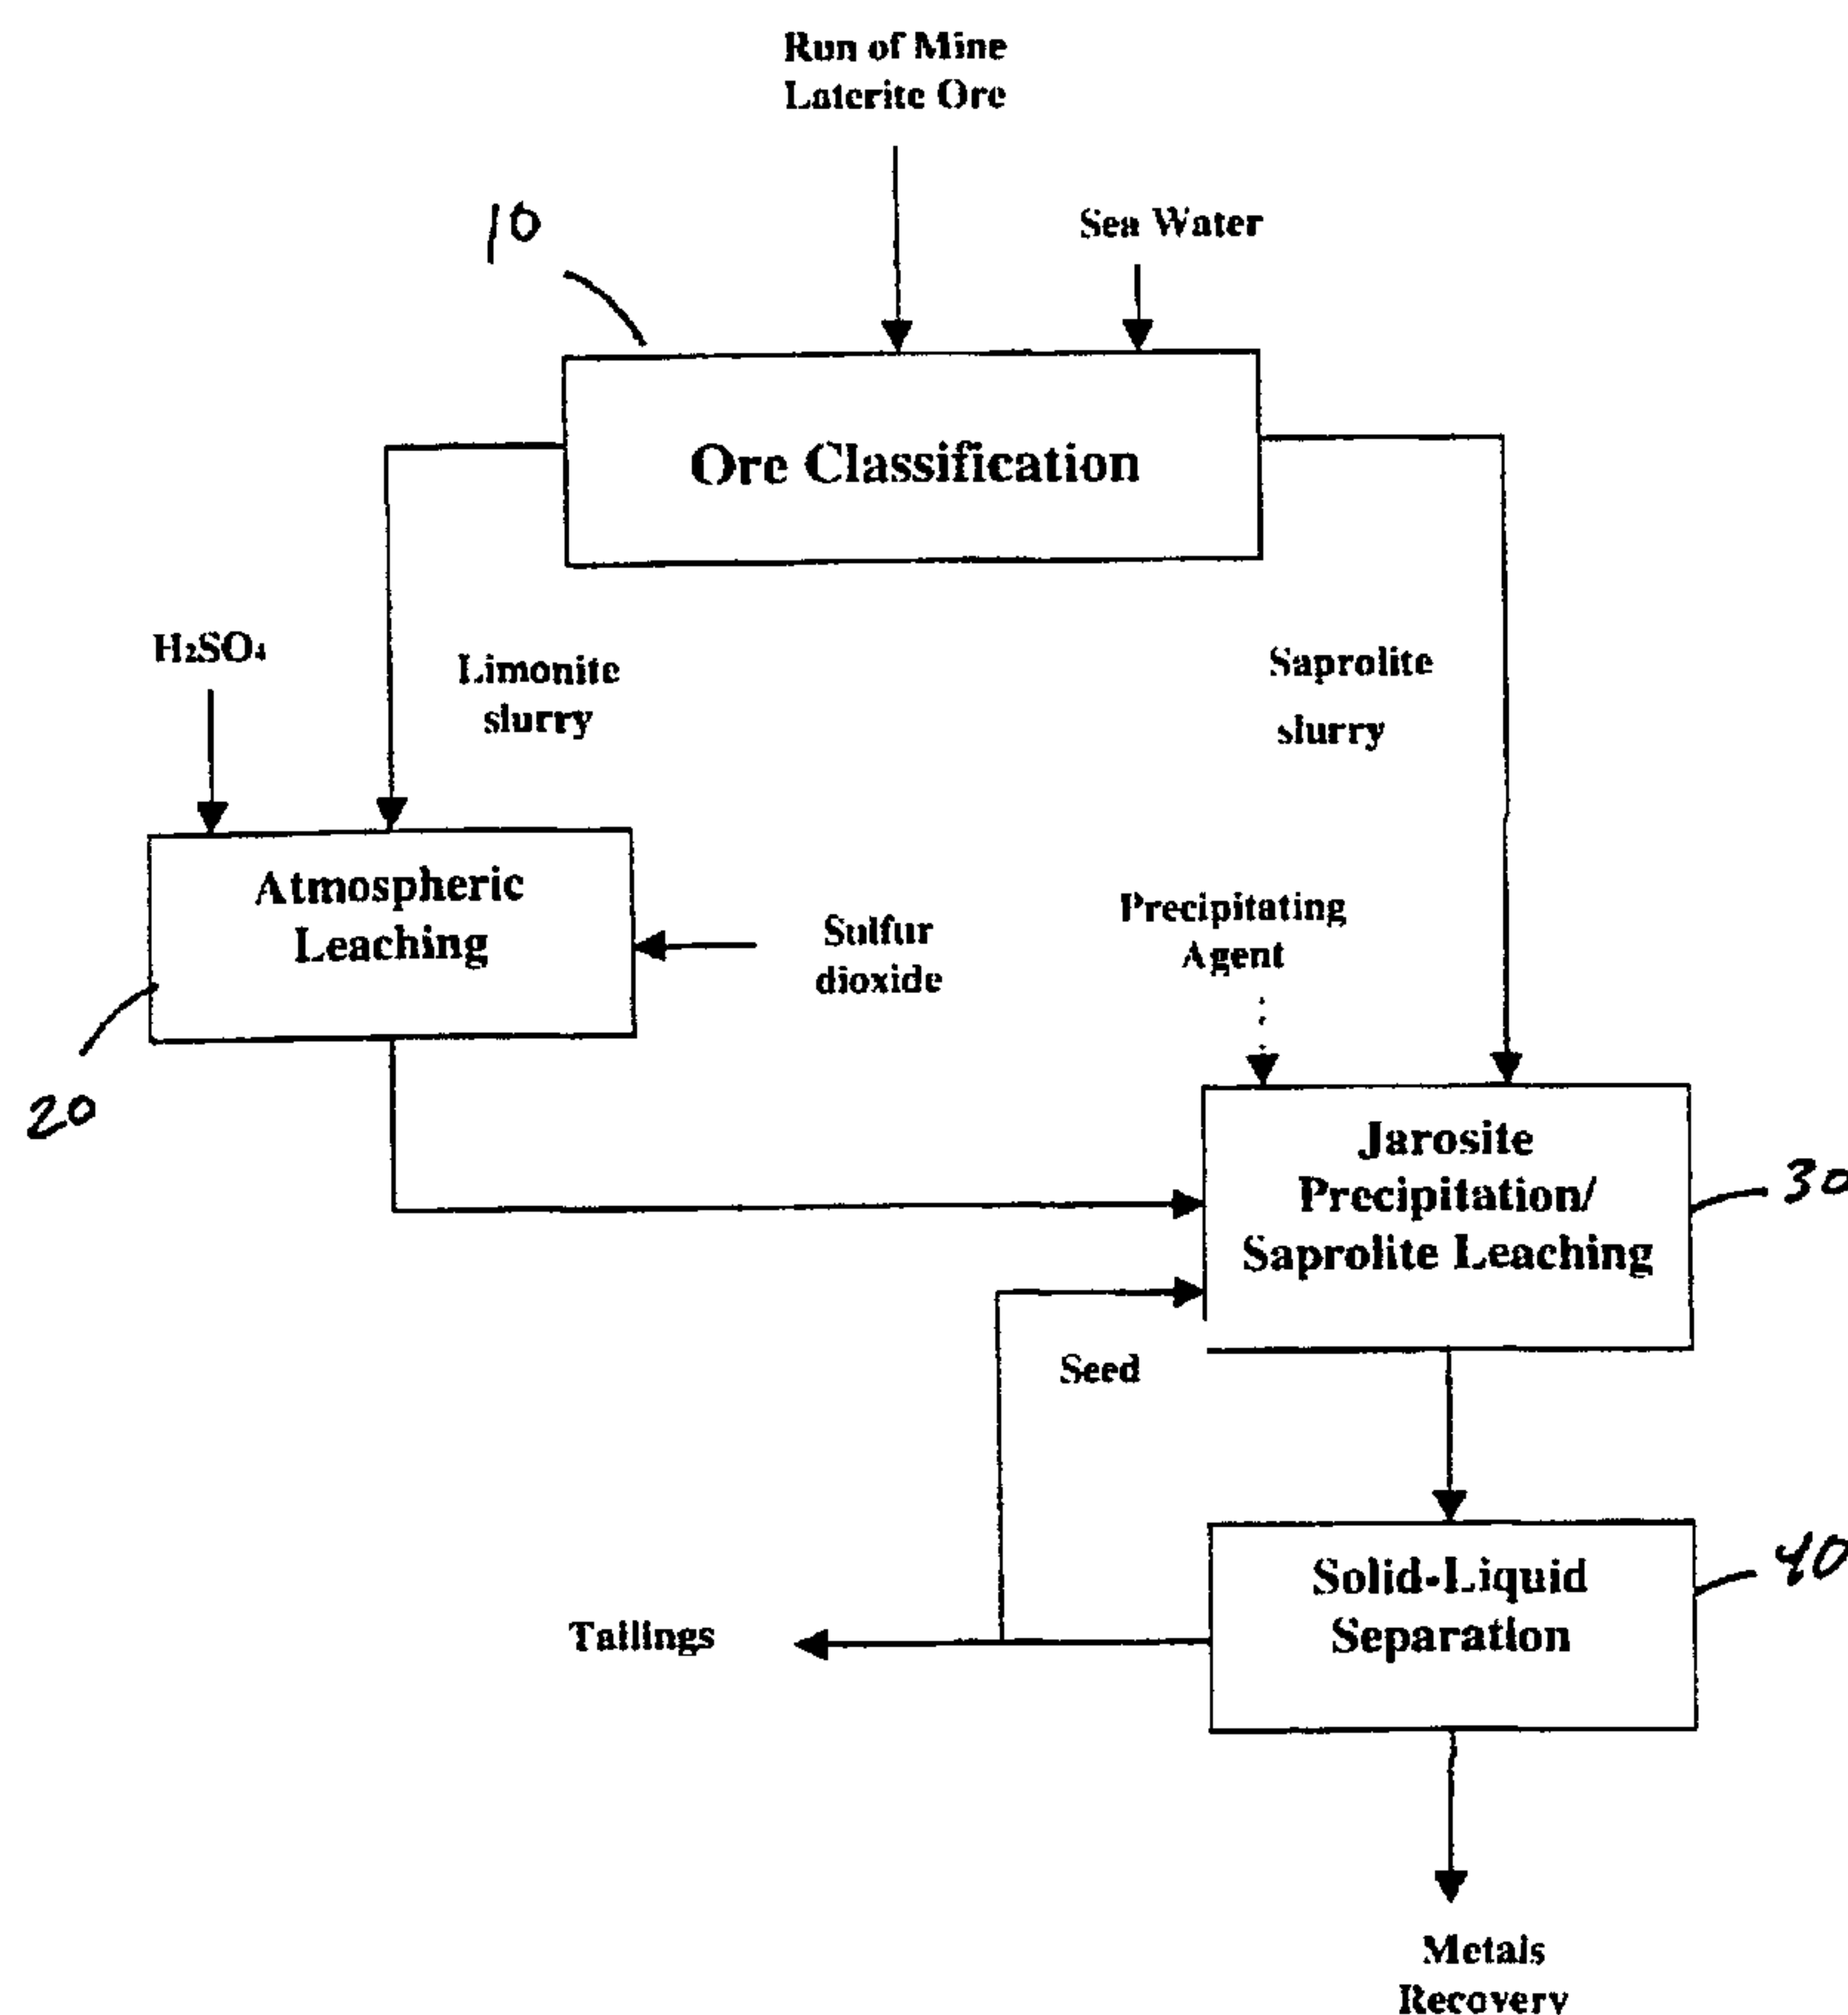 Run of Mine
Laterite Ore
10
Sea Water
Ore Classification
H₂SO₄
Limonite
slurry
Saprolite
slurry
Atmospheric
Leaching
Sulfur
dioxide
Precipitating
Agent
20
Jarosite
Precipitation/
Saprolite Leaching
30
Seed
Solid-Liquid
Separation
40
Tailings
Metals
Recovery